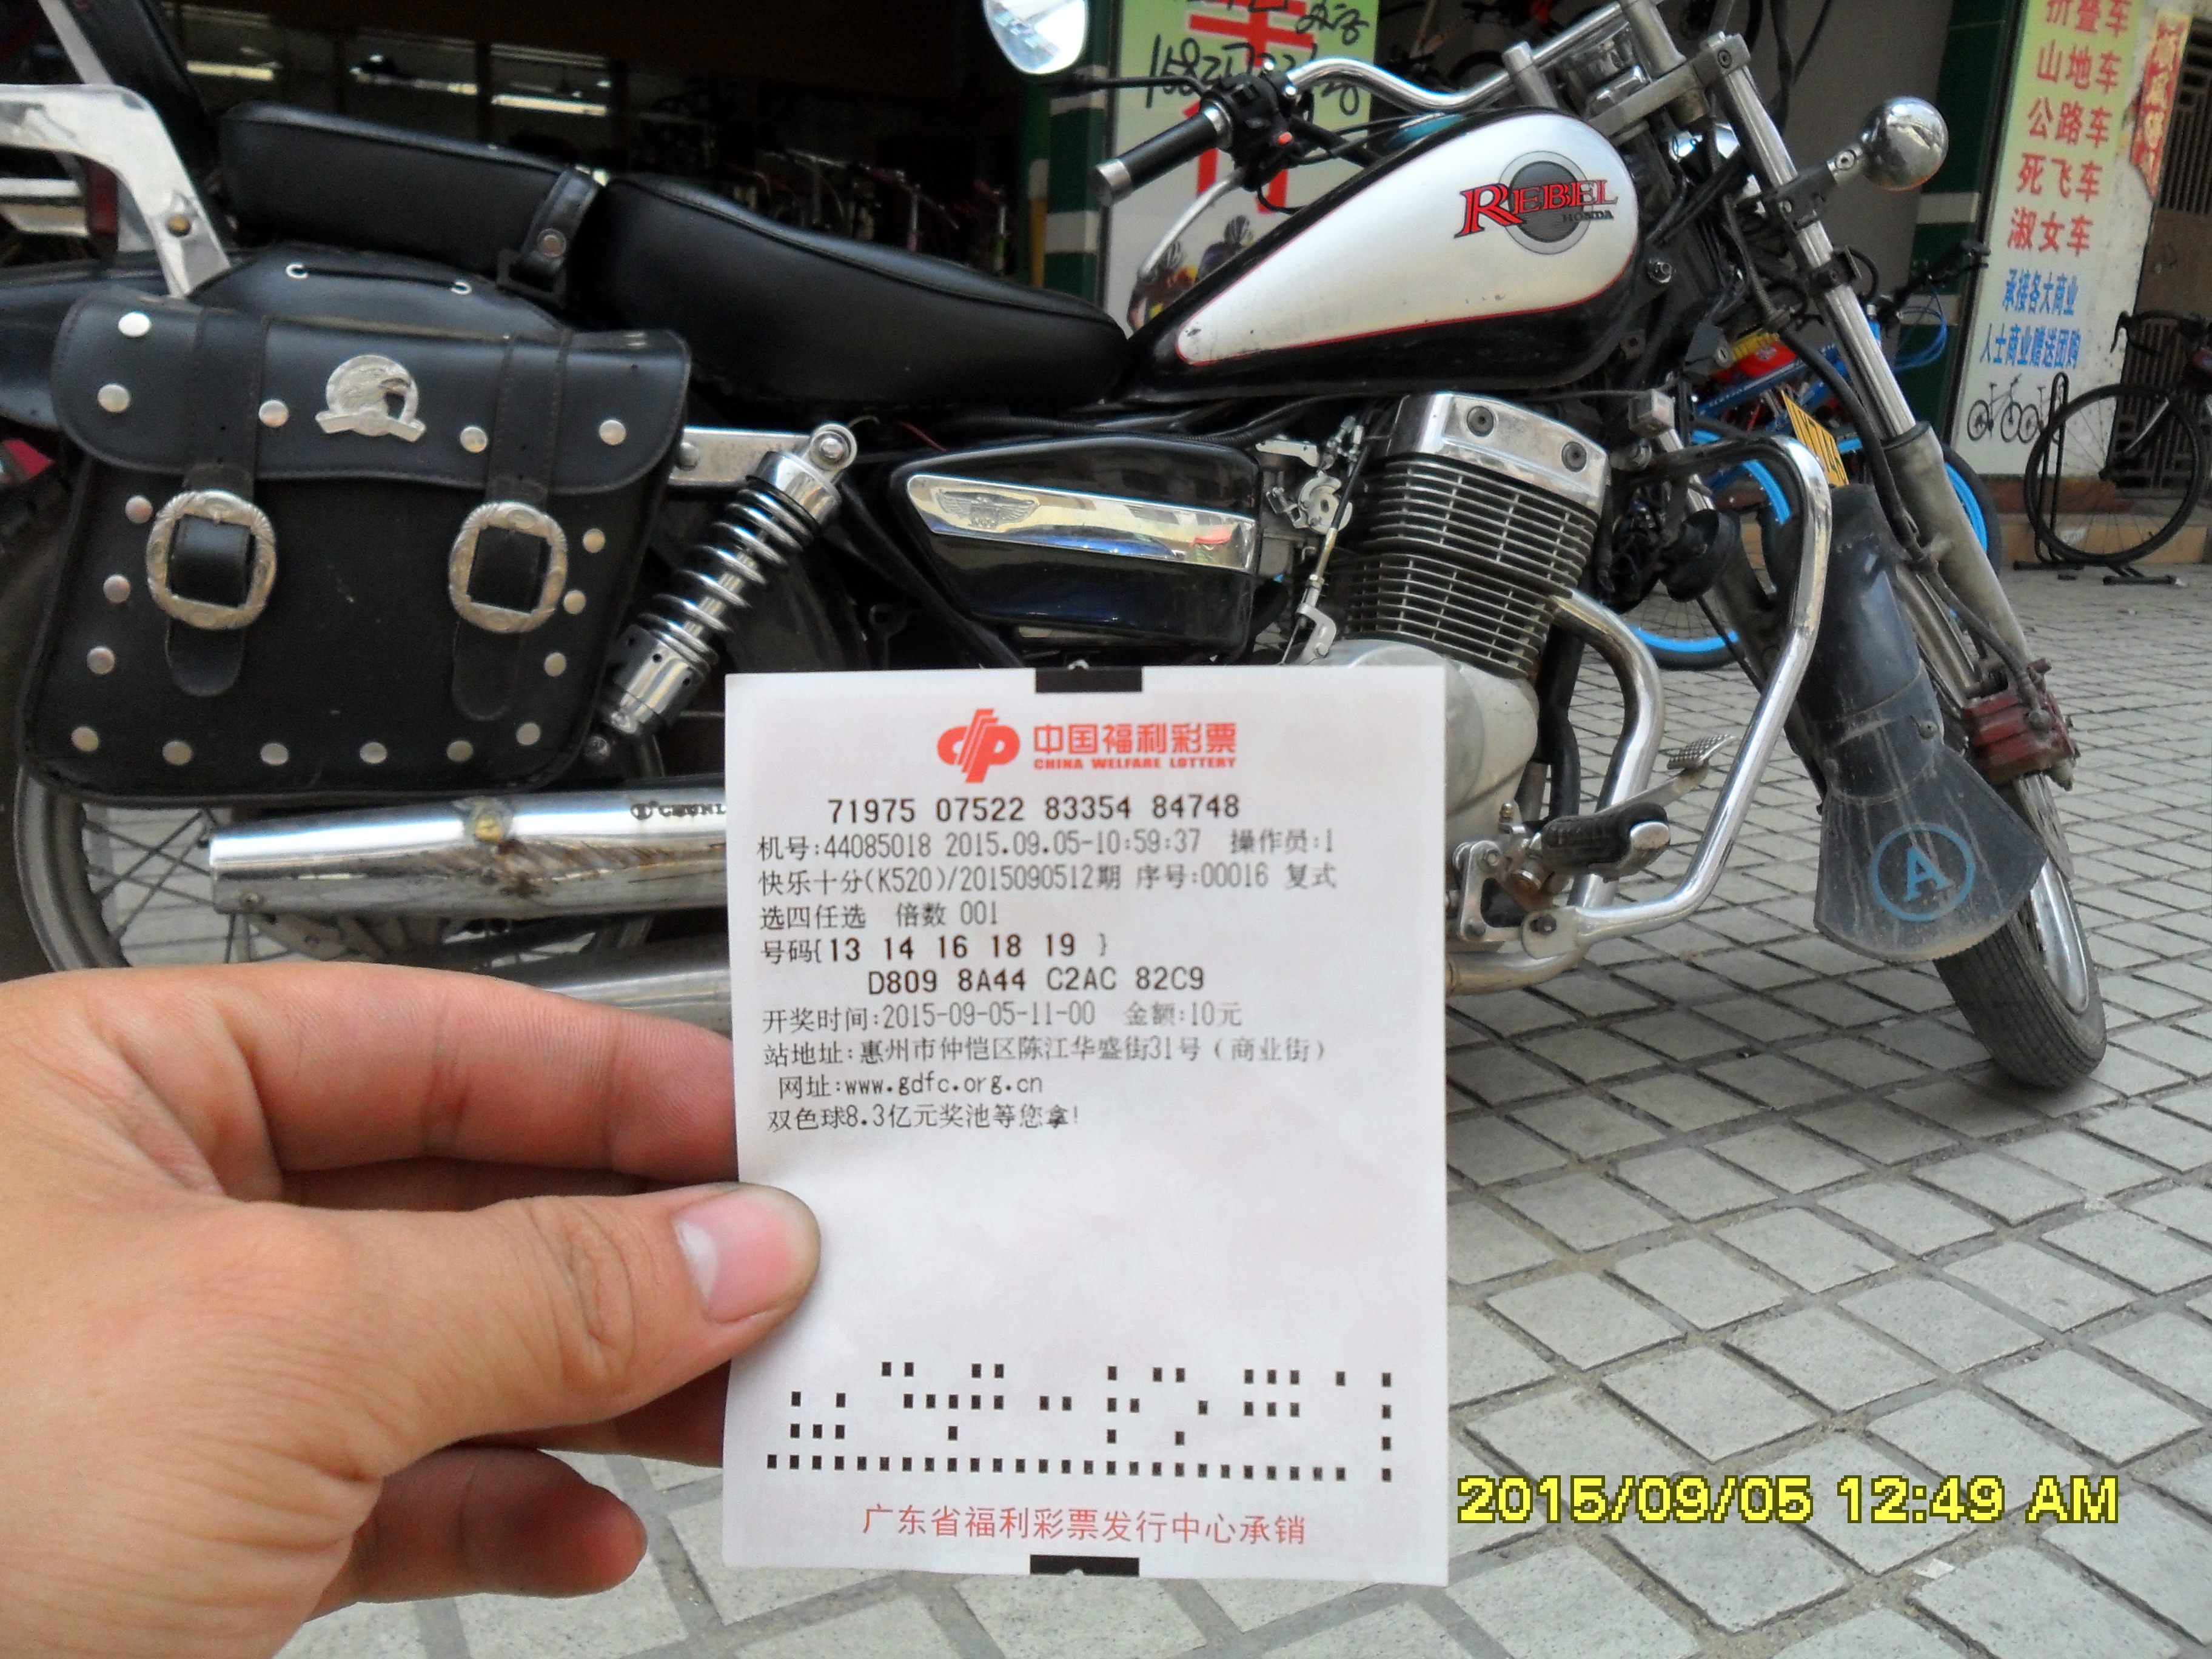 折叠车
山地车
公路车
死飞车
淑女车
承接各大商业
人士商业赠送团购
REBEL
HONDA
中国福利彩票
CHINA WELFARE LOTTERY
71975 07522 83354 84748
机号:44085018 2015.09.05-10:59:37 操作员:1
快乐十分(K520)/2015090512期 序号:00016 复式
选四任选 倍数 001
号码{13 14 16 18 19 }
D809 8A44 C2AC 82C9
开奖时间:2015-09-05-11-00 金额:10元
站地址:惠州市仲恺区陈江华盛街31号（商业街）
网址:www.gdfc.org.cn
双色球8.3亿元奖池等您拿!
广东省福利彩票发行中心承销
A
2015/09/05 12:49 AM